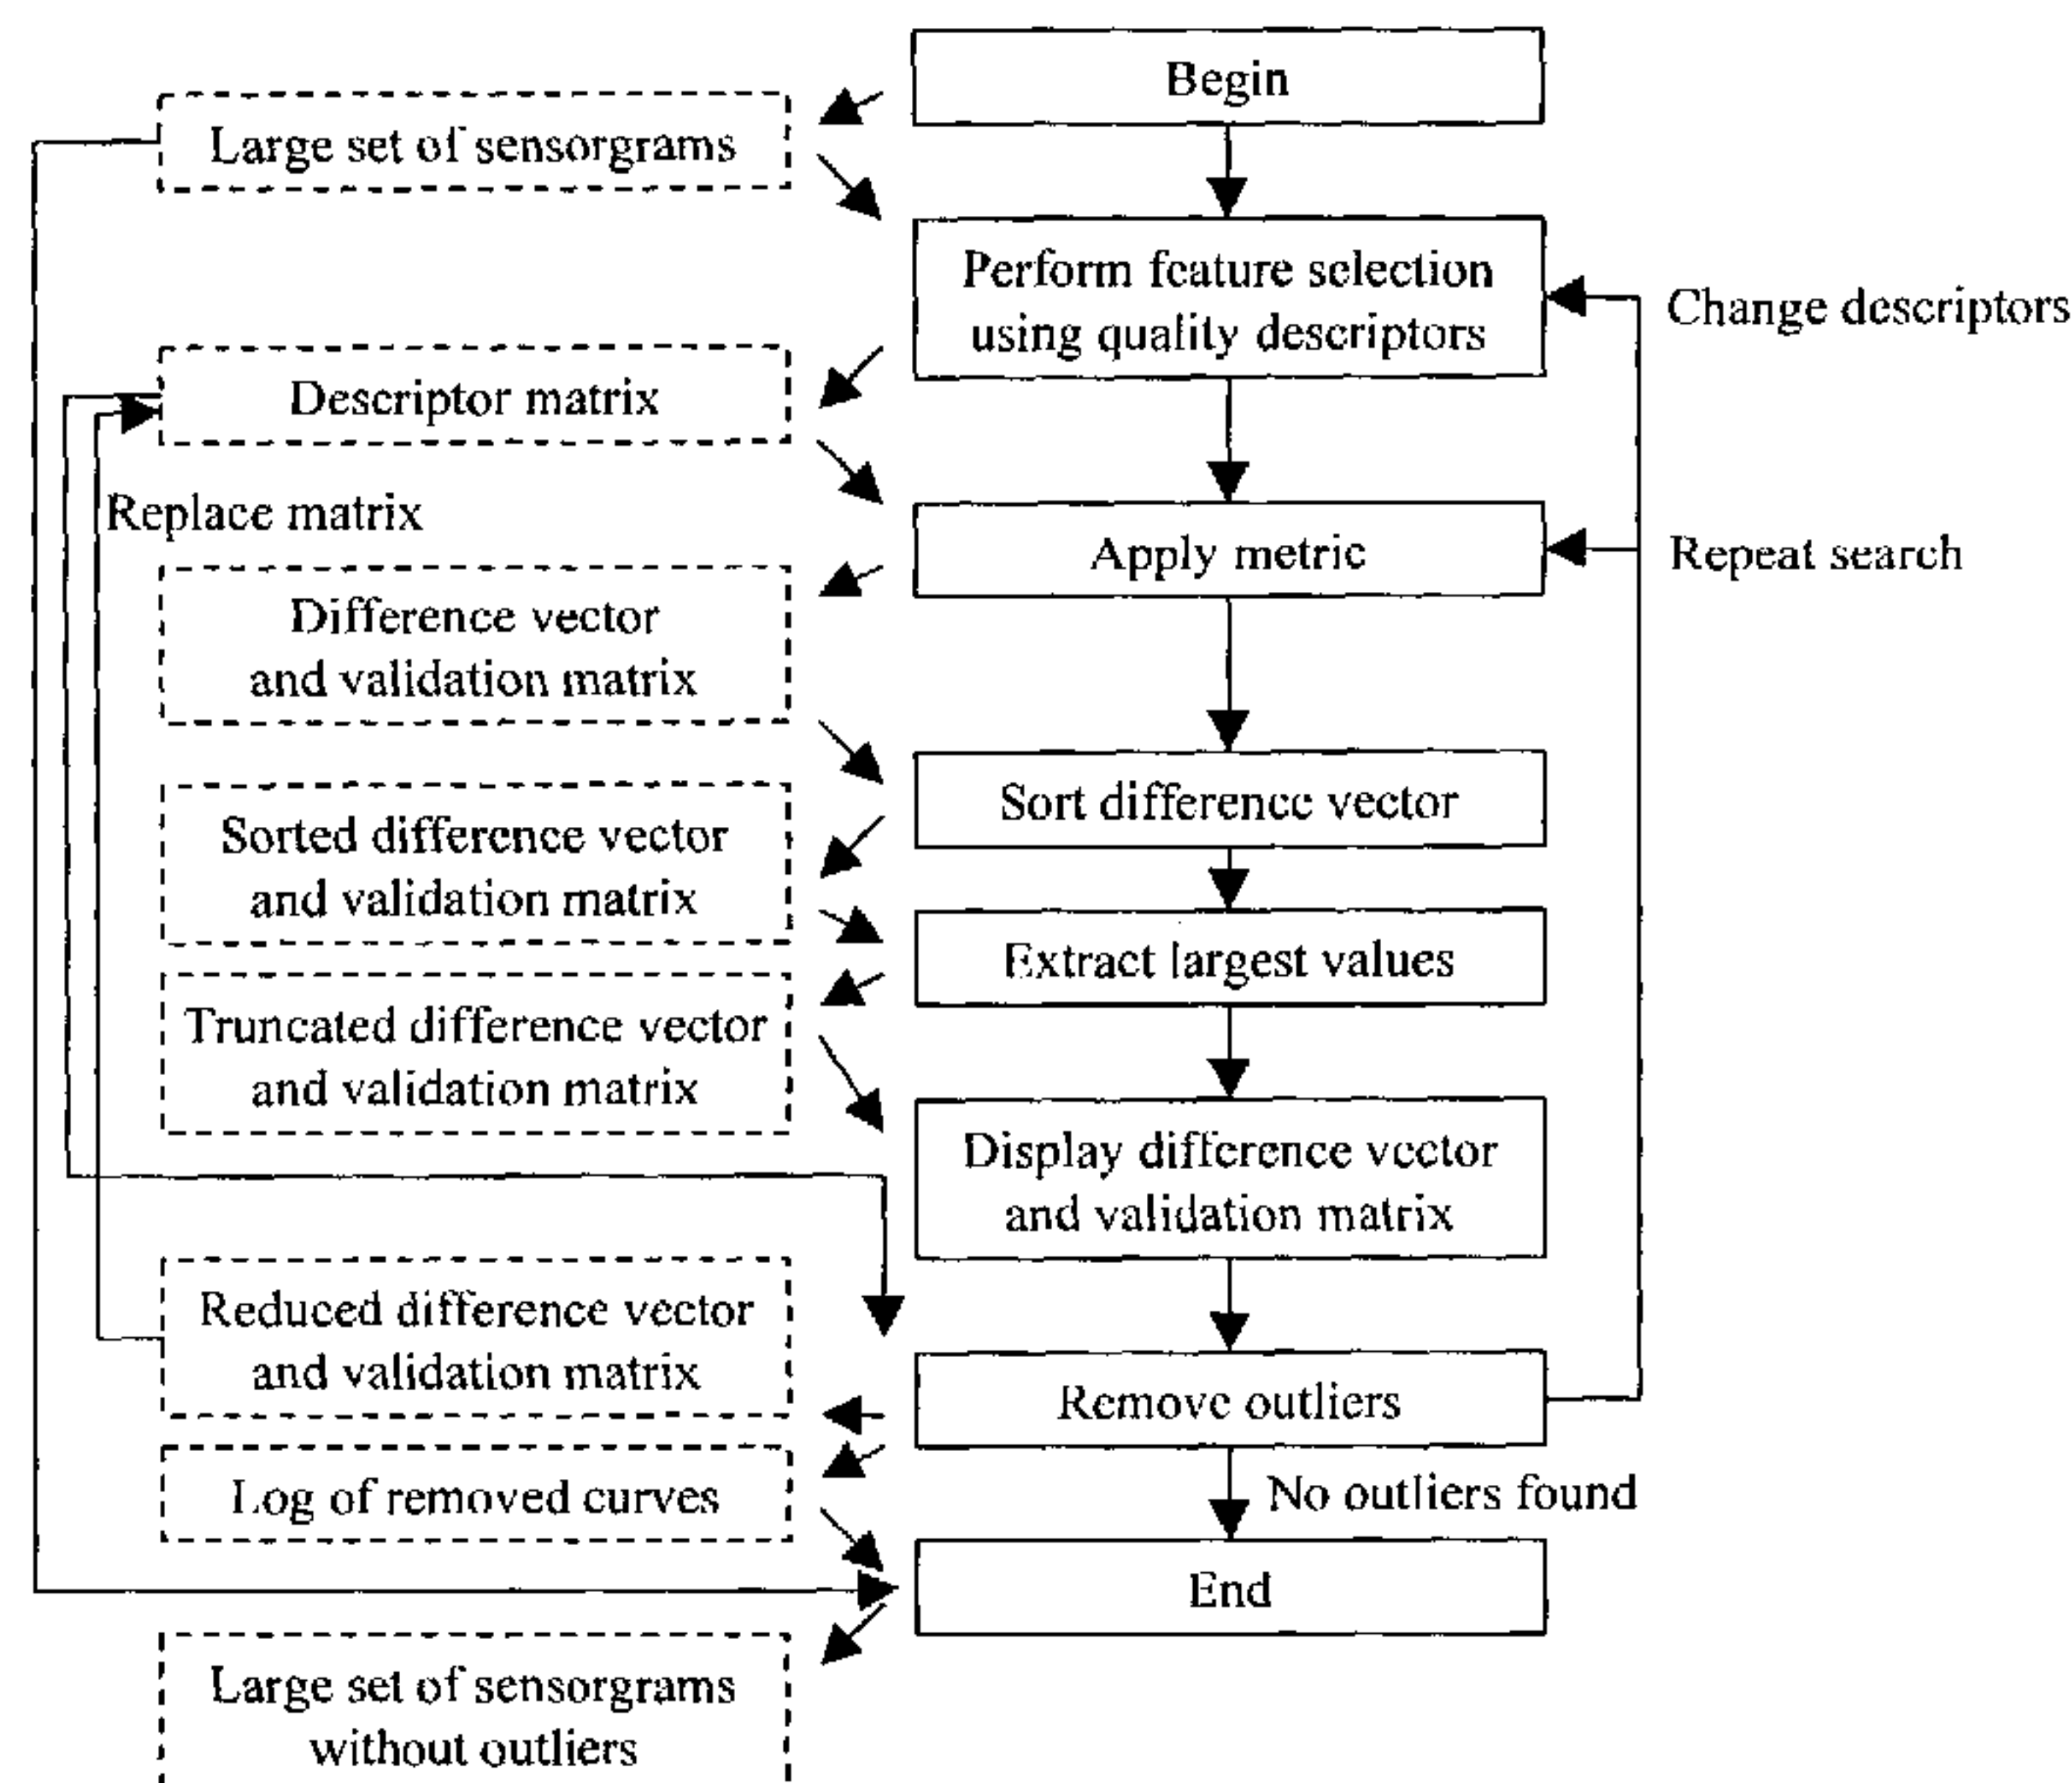 Begin
Large set of sensorgrams
Perform feature selection
using quality descriptors
Change descriptors
Descriptor matrix
Replace matrix
Apply metric
Repeat search
Difference vector
and validation matrix
Sort difference vector
Sorted difference vector
and validation matrix
Extract largest values
Truncated difference vector
and validation matrix
Display difference vector
and validation matrix
Reduced difference vector
and validation matrix
Remove outliers
Log of removed curves
No outliers found
End
Large set of sensorgrams
without outliers